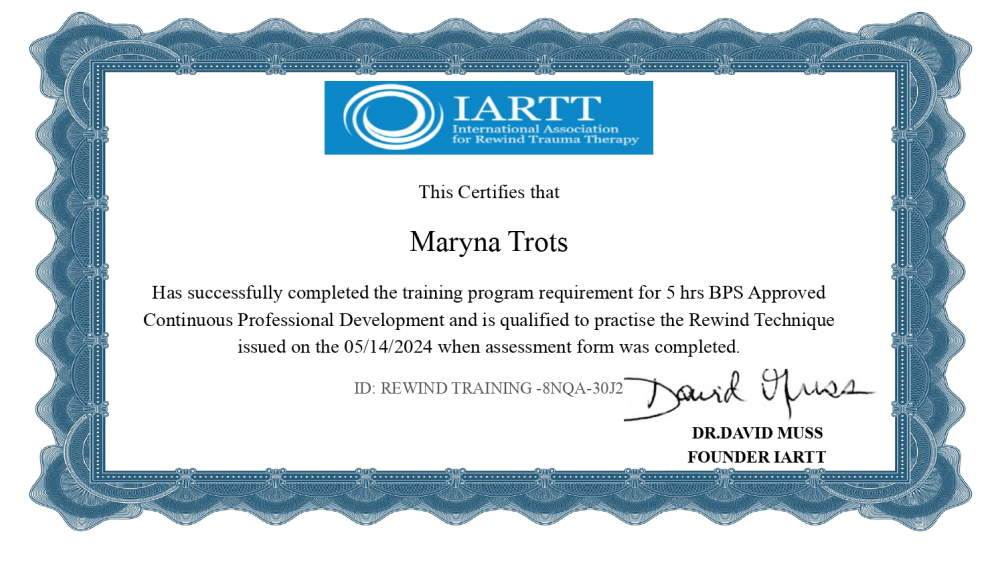 IARTT
International Association
for Rewind Trauma Therapy
This Certifies that
Maryna Trots
Has successfully completed the training program requirement for 5 hrs BPS Approved
Continuous Professional Development and is qualified to practise the Rewind Technique
issued on the 05/14/2024 when assessment form was completed.
ID: REWIND TRAINING -8NQA-30J2
David Muss
DR.DAVID MUSS
FOUNDER IARTT